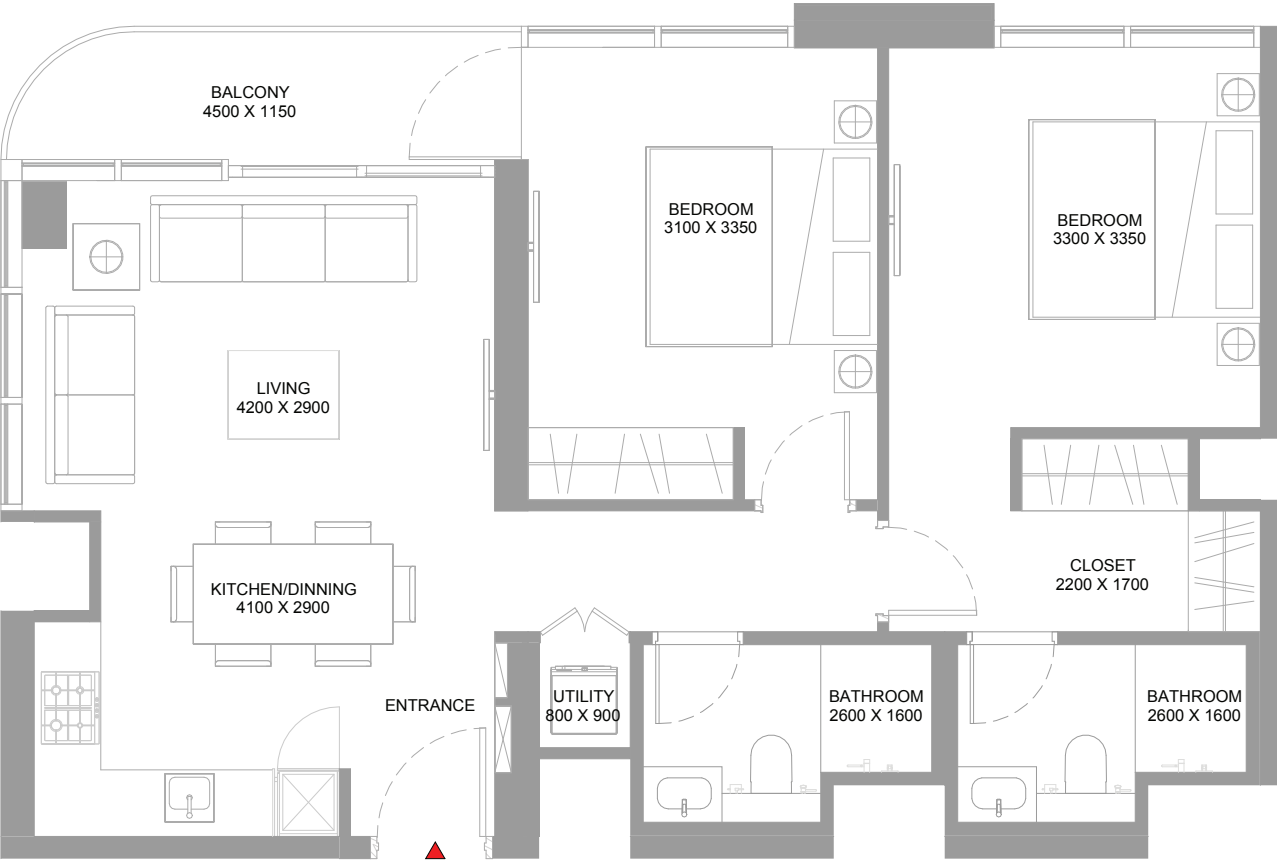 BALCONY
4500 X 1150
BEDROOM
3100 X 3350
BEDROOM
3300 X 3350
LIVING
4200 X 2900
KITCHEN/DINNING
4100 X 2900
CLOSET
2200 X 1700
ENTRANCE
UTILITY
800 X 900
BATHROOM
2600 X 1600
BATHROOM
2600 X 1600